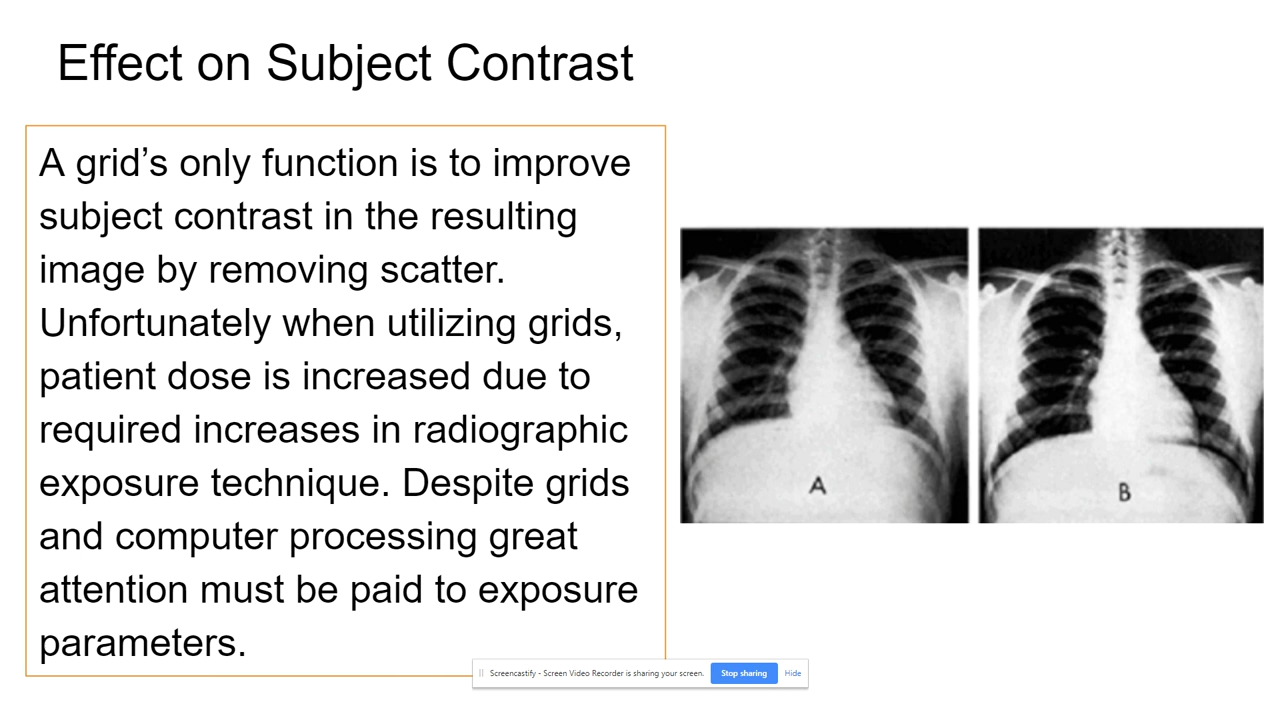 Effect on Subject Contrast
A grid’s only function is to improve
subject contrast in the resulting
image by removing scatter.
Unfortunately when utilizing grids,
patient dose is increased due to
required increases in radiographic
exposure technique. Despite grids
and computer processing great
attention must be paid to exposure
parameters.
A
B
Screencastify - Screen Video Recorder is sharing your screen.
Stop sharing
Hide